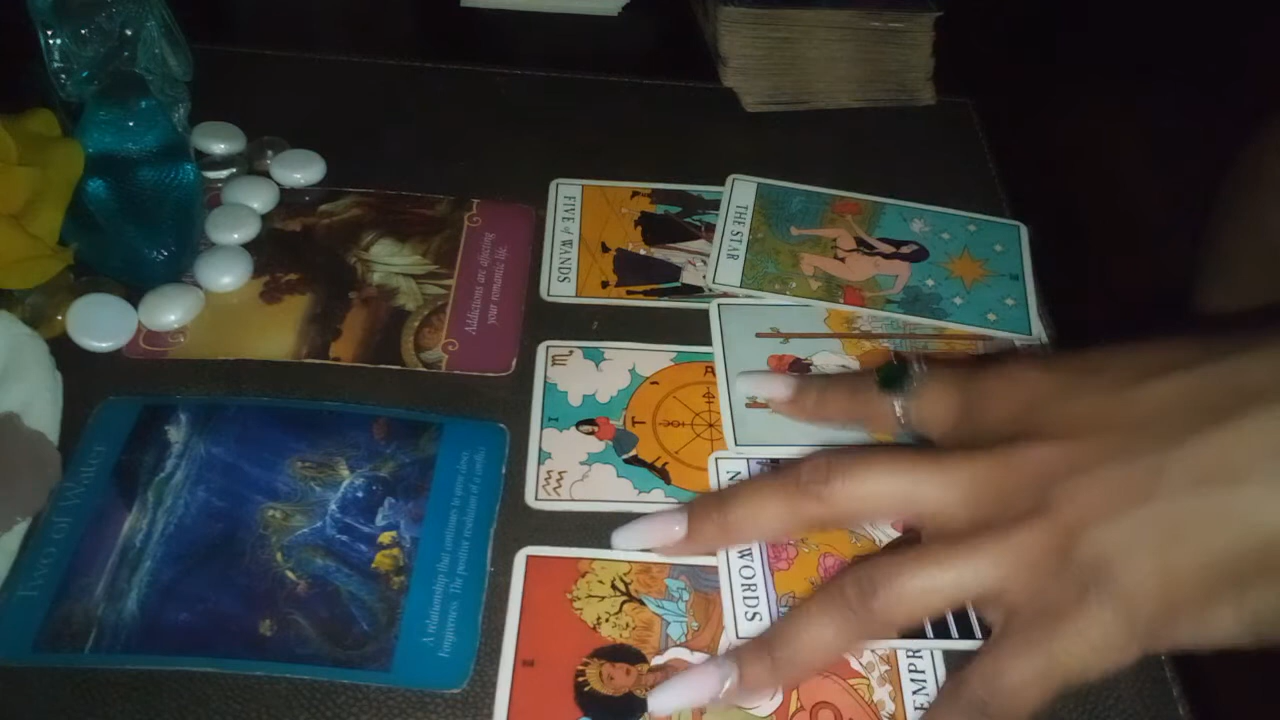 FIVE of WANDS
THE STAR
Addictions are affecting
your romantic life.
Two of Water
A relationship that continues to grow closer.
Forgiveness. The positive resolution of a conflict.
WORDS
EMPR